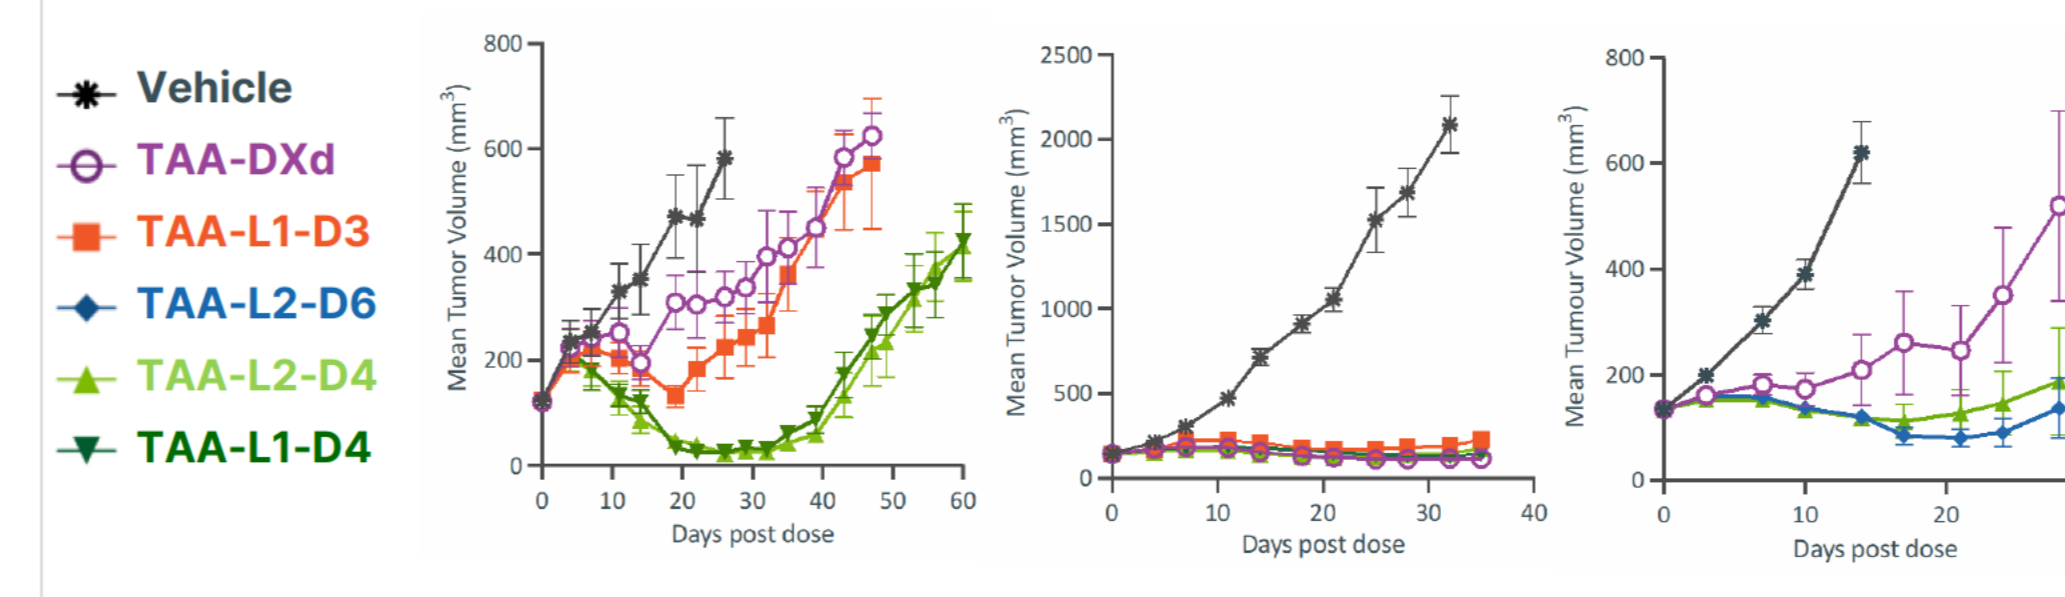 Vehicle
TAA-DXd
TAA-L1-D3
TAA-L2-D6
TAA-L2-D4
TAA-L1-D4
Mean Tumor Volume (mm³)
800
600
400
200
0
0 10 20 30 40 50 60
Days post dose
Mean Tumor Volume (mm³)
2500
2000
1500
1000
500
0
0 10 20 30 40
Days post dose
Mean Tumour Volume (mm³)
800
600
400
200
0
0 10 20
Days post dose